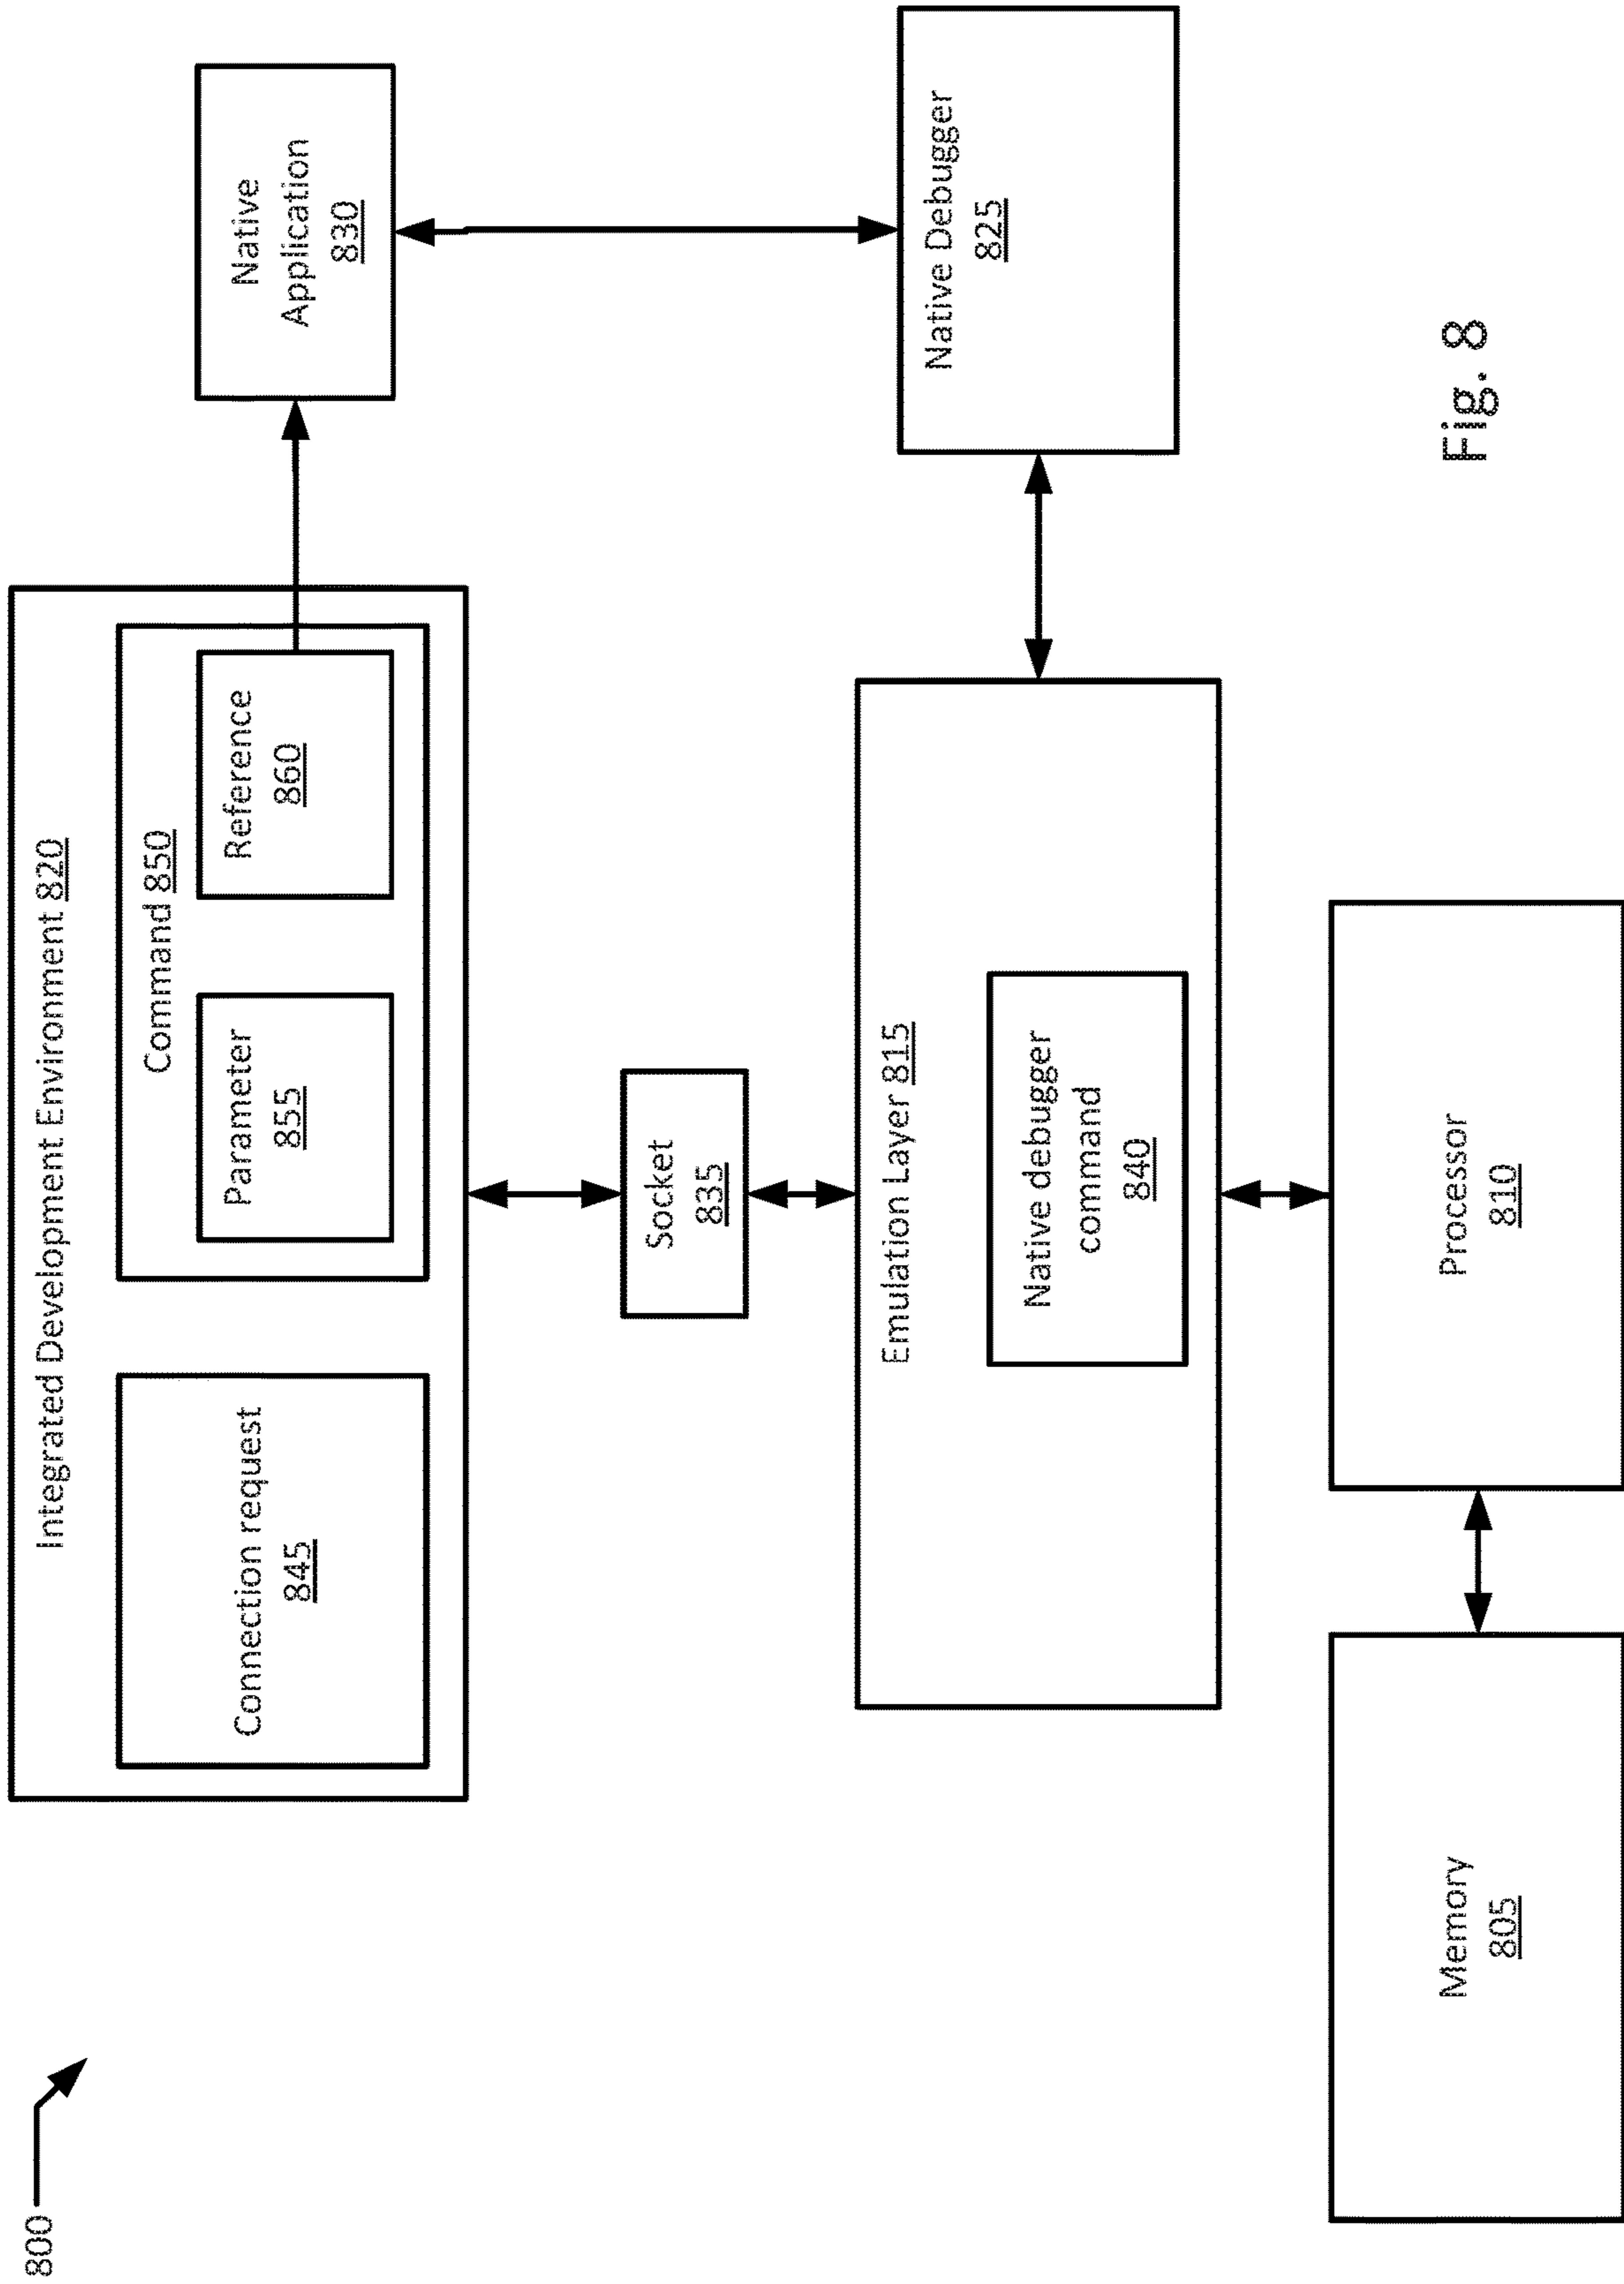 800
Integrated Development Environment 820
Connection request
845
Command 850
Parameter
855
Reference
860
Native
Application
830
Socket
835
Emulation Layer 815
Native debugger
command
840
Native Debugger
825
Memory
805
Processor
810
Fig. 8